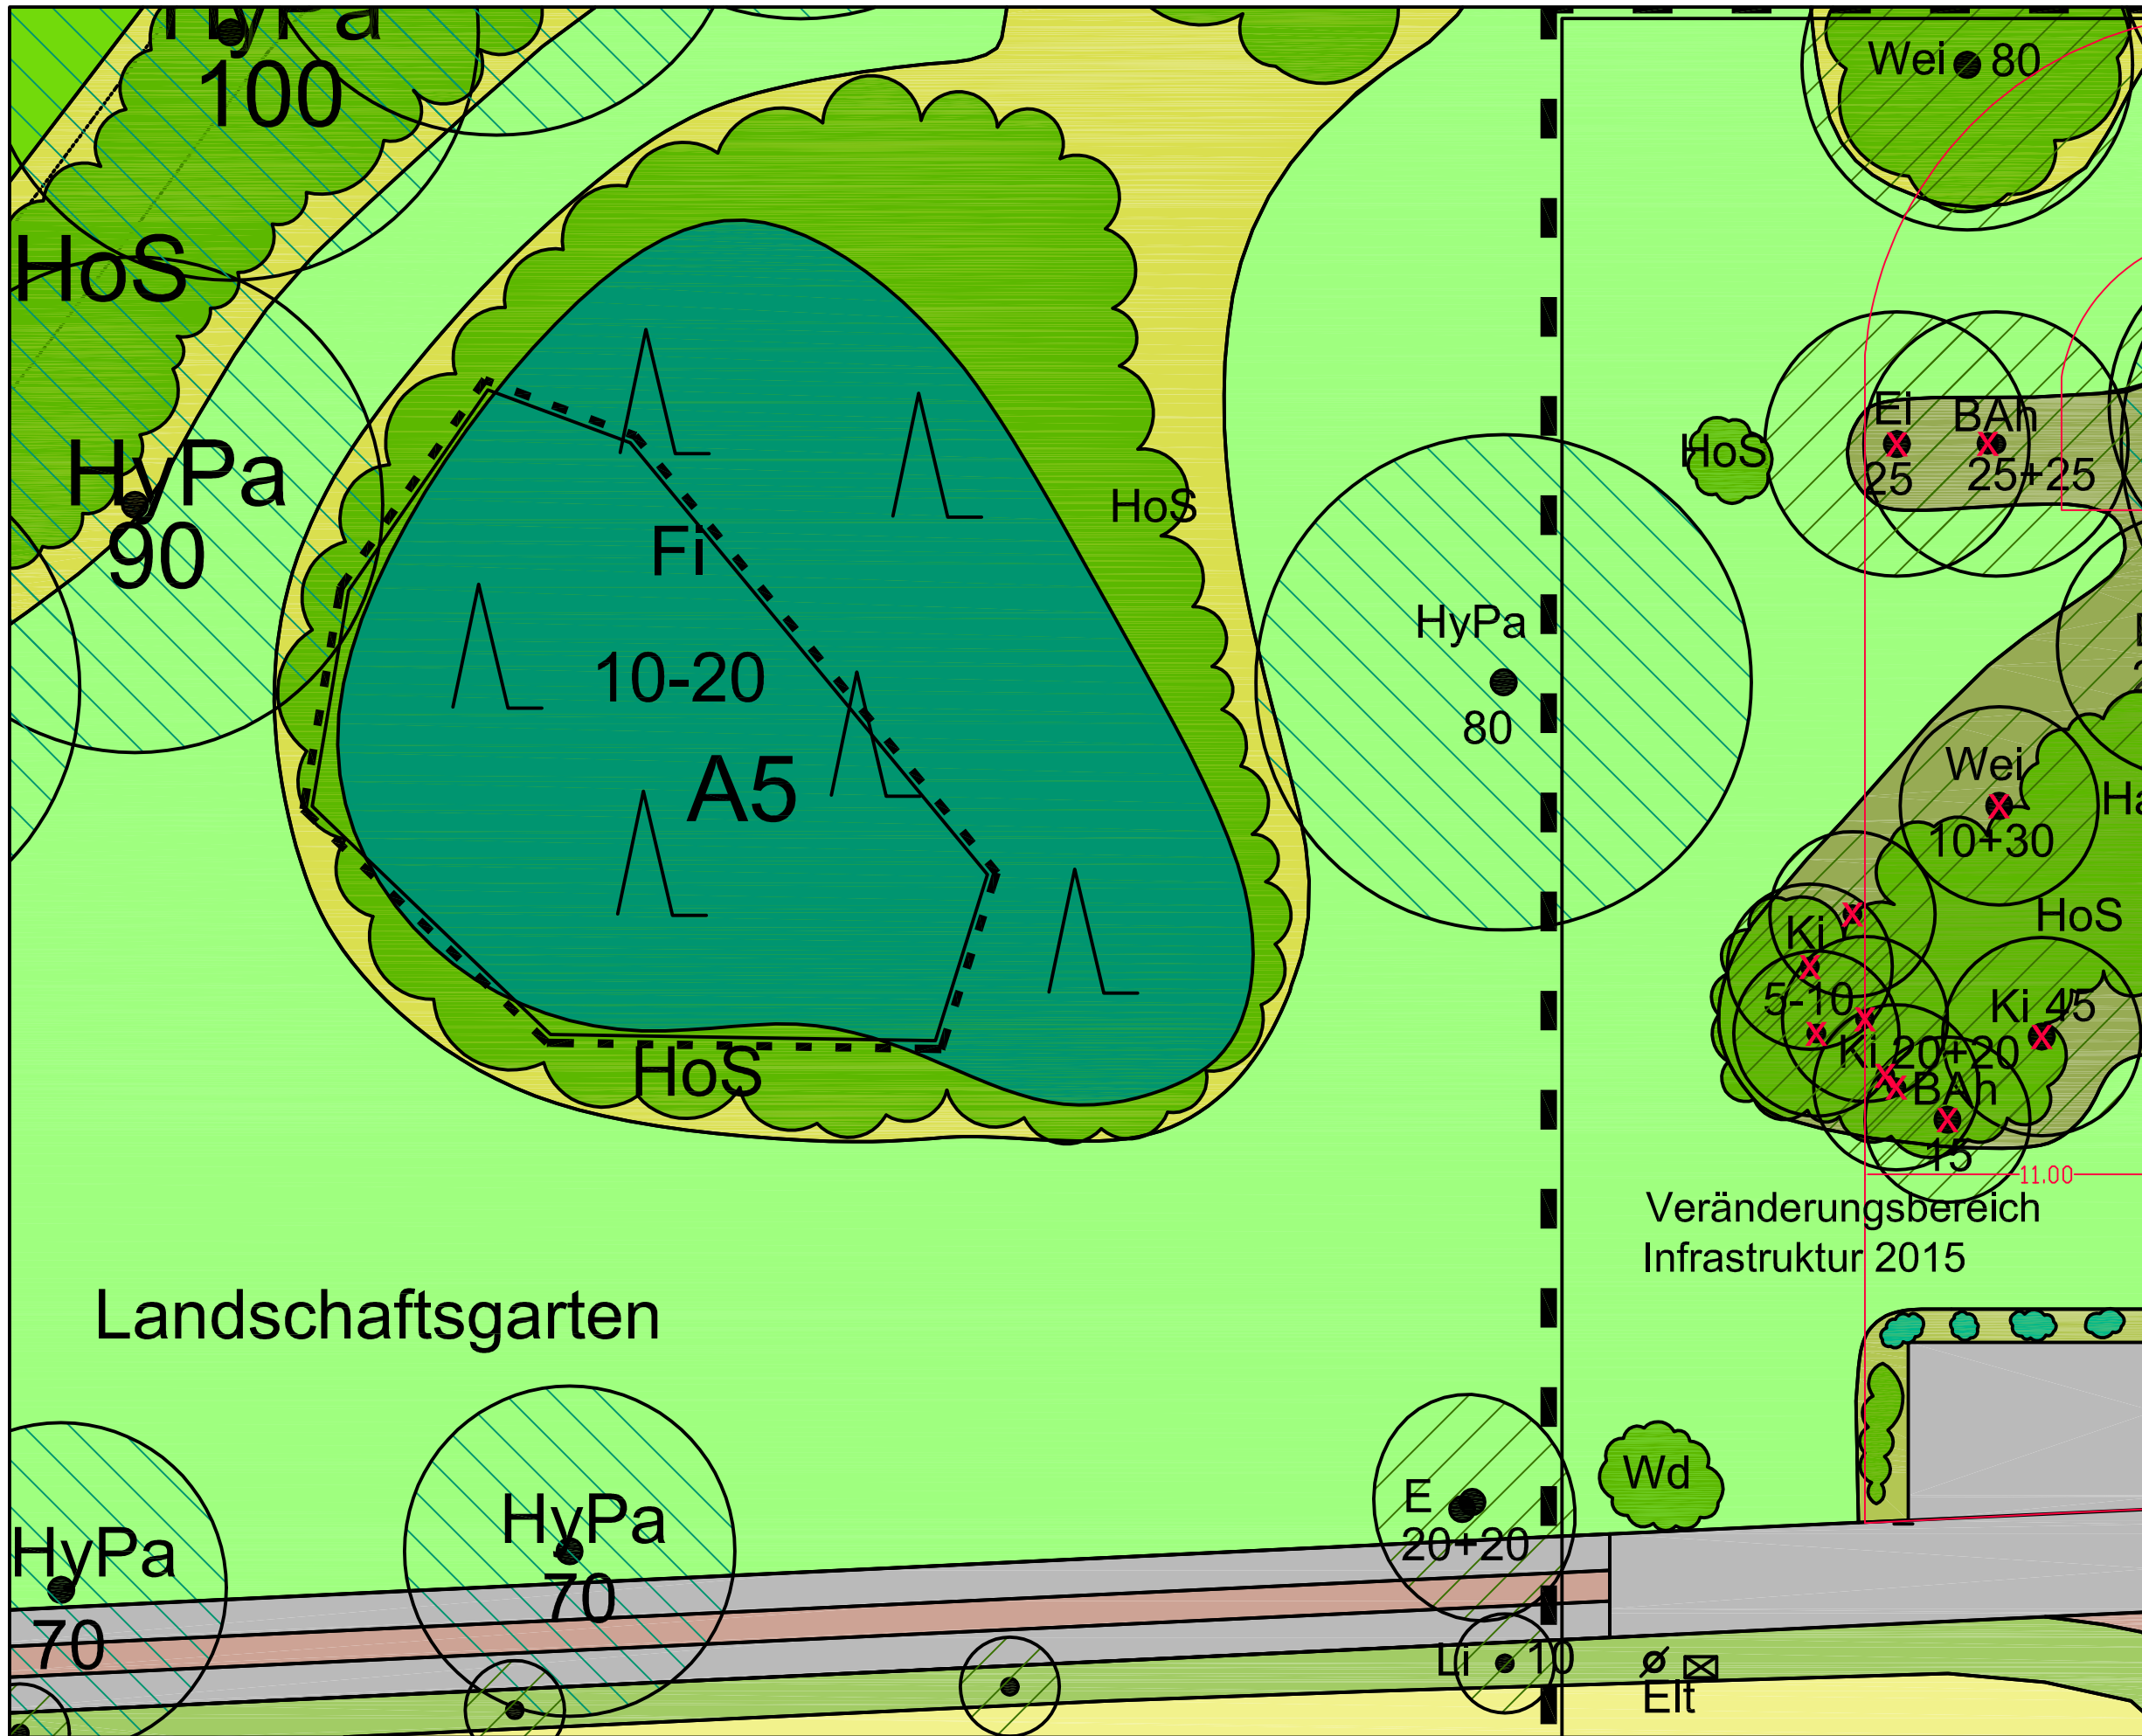 HyPa
100
Wei 80
HoS
Ei
BAh
25
25+25
HoS
HyPa
90
HoS
Fi
10-20
A5
HyPa
80
Wei
10+30
HoS
Ki
5-10
Ki 45
Ki 20+20
BAh
15
HoS
11.00
Veränderungsbereich
Infrastruktur 2015
Landschaftsgarten
Wd
HyPa
70
HyPa
70
E
20+20
Li 10
Elt